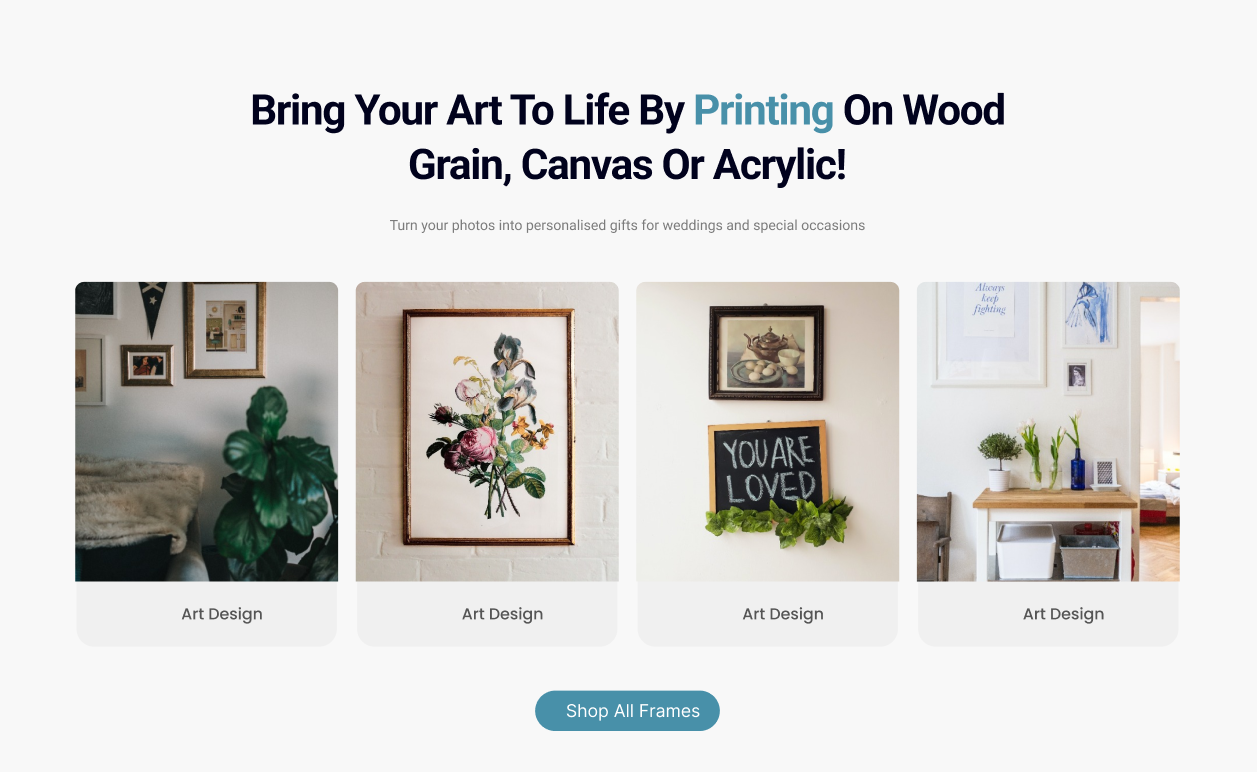 Bring Your Art To Life By Printing On Wood
Grain, Canvas Or Acrylic!
Turn your photos into personalised gifts for weddings and special occasions
YOU ARE
LOVED
Always
keep
fighting
Art Design
Art Design
Art Design
Art Design
Shop All Frames